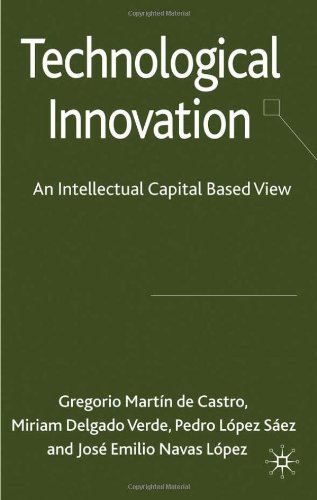 Technological
Innovation
An Intellectual Capital Based View
Gregorio Martín de Castro
Miriam Delgado Verde, Pedro López Sáez
and José Emilio Navas López